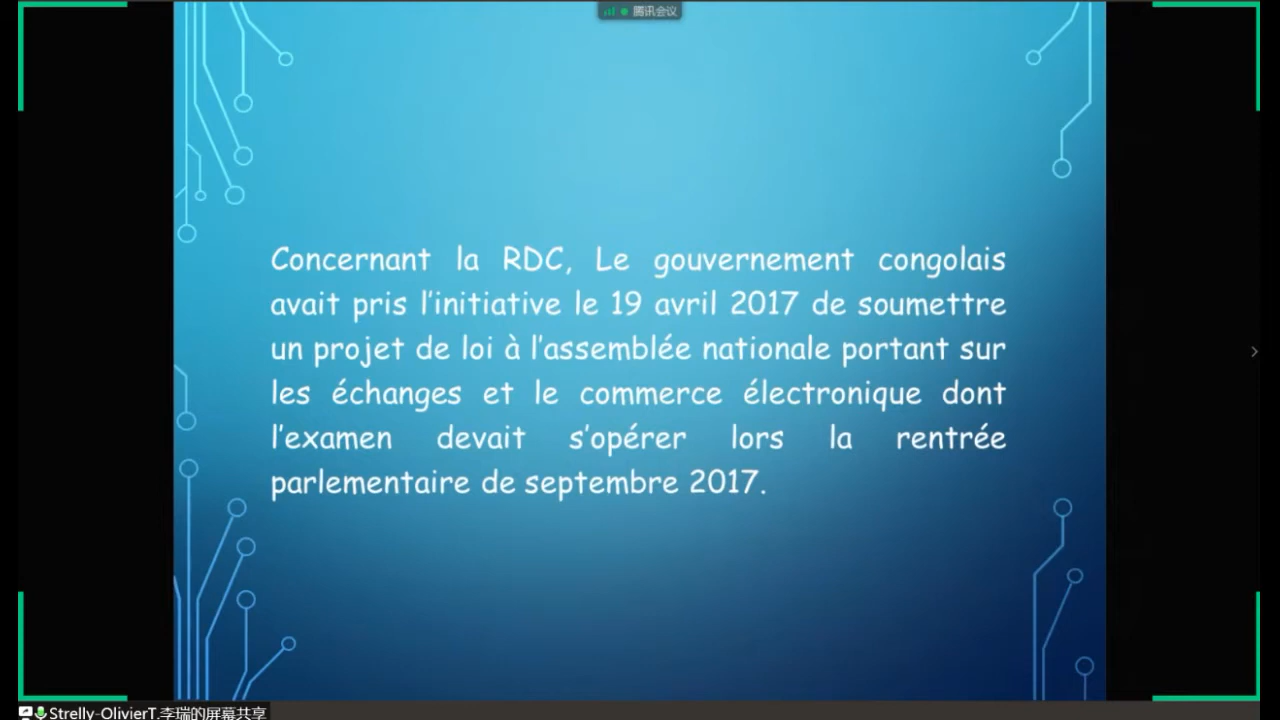 腾讯会议
Concernant la RDC, Le gouvernement congolais
avait pris l'initiative le 19 avril 2017 de soumettre
un projet de loi à l'assemblée nationale portant sur
les échanges et le commerce électronique dont
l'examen devait s'opérer lors la rentrée
parlementaire de septembre 2017.
Strelly-OlivierT.李瑞的屏幕共享